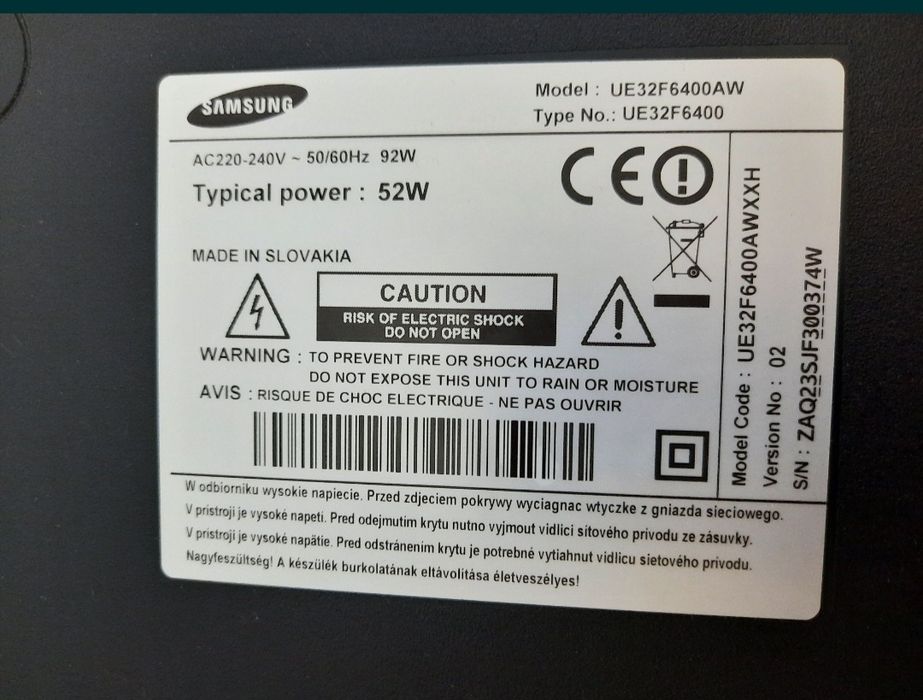 SAMSUNG
Model : UE32F6400AW
Type No.: UE32F6400
AC220-240V ~ 50/60Hz 92W
Typical power : 52W
MADE IN SLOVAKIA
CAUTION
RISK OF ELECTRIC SHOCK
DO NOT OPEN
WARNING : TO PREVENT FIRE OR SHOCK HAZARD
DO NOT EXPOSE THIS UNIT TO RAIN OR MOISTURE
AVIS : RISQUE DE CHOC ELECTRIQUE - NE PAS OUVRIR
Model Code : UE32F6400AWXXH
Version No : 02
S/N : ZAQ23SJF300374W
W odbiorniku wysokie napiecie. Przed zdjeciem pokrywy wyciagnac wtyczke z gniazda sieciowego.
V pristroji je vysoké napeti. Pred odejmutim krytu nutno vyjmout vidlici sítového privodu ze zásuvky.
V prístroji je vysoké napätie. Pred odstránením krytu je potrebné vytiahnut vidlicu sietového privodu.
Nagyfeszültség! A készülék burkolatának eltávolítása életveszélyes!